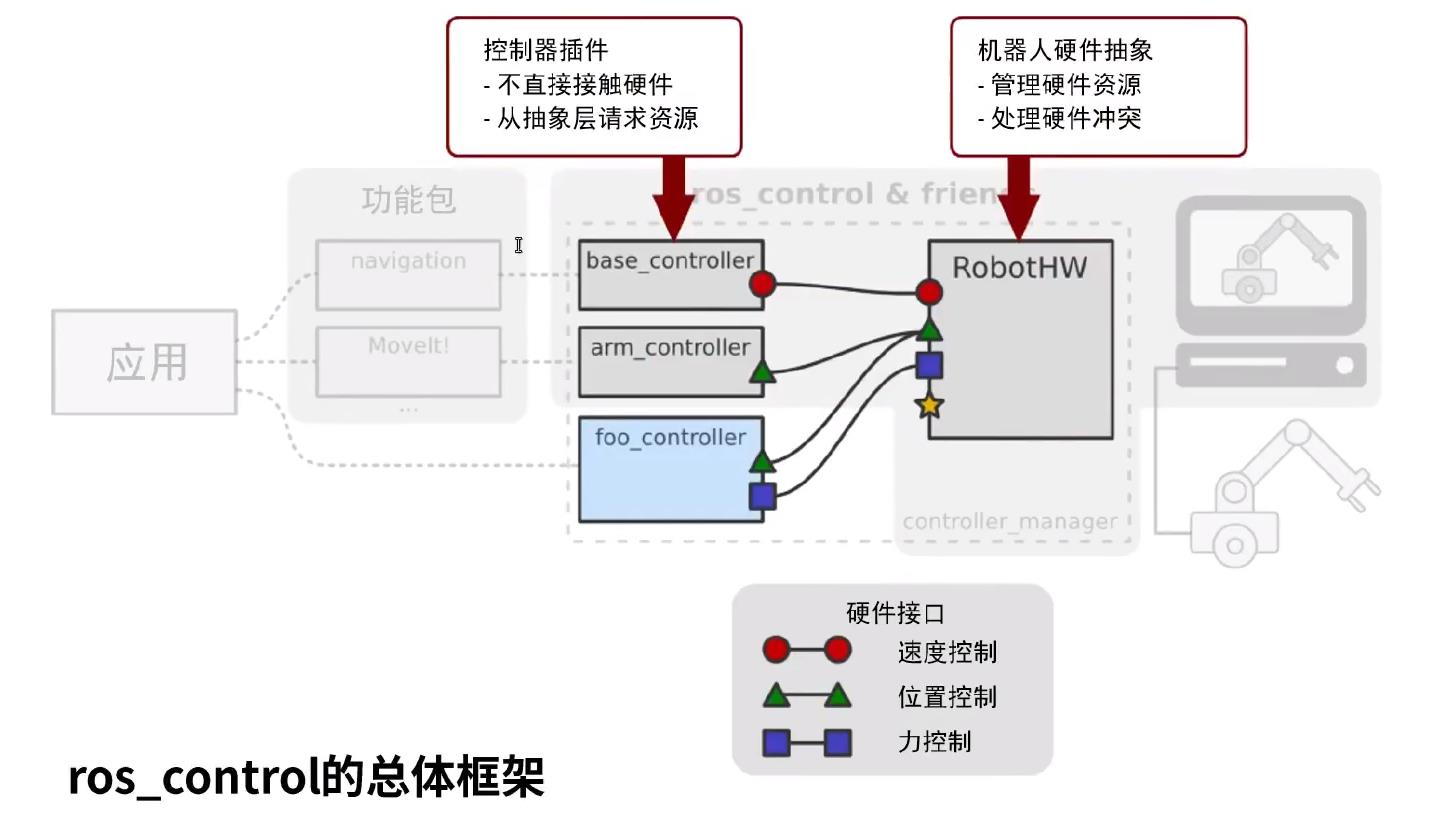 控制器插件
- 不直接接触硬件
- 从抽象层请求资源
机器人硬件抽象
- 管理硬件资源
- 处理硬件冲突
功能包
ros_control & friend
navigation
base_controller
RobotHW
MoveIt!
arm_controller
应用
...
foo_controller
controller_manager
硬件接口
速度控制
位置控制
力控制
ros_control的总体框架